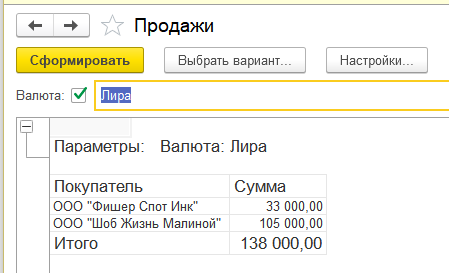 Продажи
Сформировать Выбрать вариант... Настройки...
Валюта: Лира
Параметры: Валюта: Лира
Покупатель Сумма
ООО "Фишер Спот Инк" 33 000,00
ООО "Шоб Жизнь Малиной" 105 000,00
Итого 138 000,00